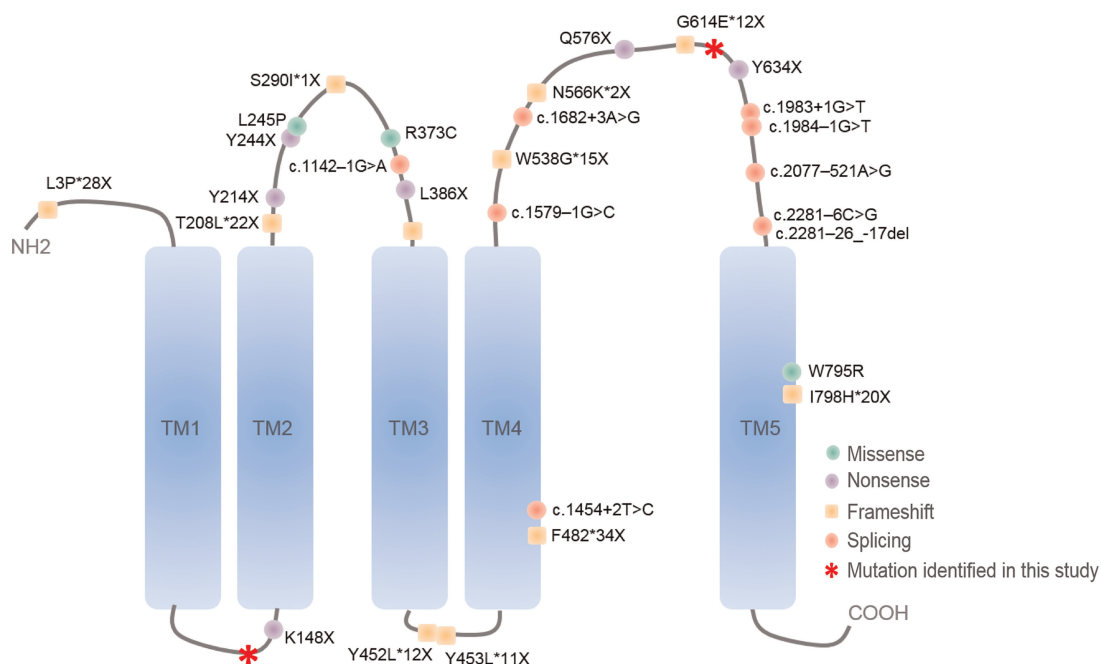 G614E*12X
Q576X
Y634X
S290I*1X
N566K*2X
c.1983+1G>T
L245P
c.1682+3A>G
c.1984–1G>T
Y244X
R373C
c.1142–1G>A
W538G*15X
c.2077–521A>G
L3P*28X
Y214X
L386X
T208L*22X
c.1579–1G>C
c.2281–6C>G
c.2281–26_-17del
NH2
W795R
I798H*20X
TM1
TM2
TM3
TM4
TM5
Missense
Nonsense
Frameshift
Splicing
Mutation identified in this study
c.1454+2T>C
F482*34X
COOH
K148X
Y452L*12X
Y453L*11X